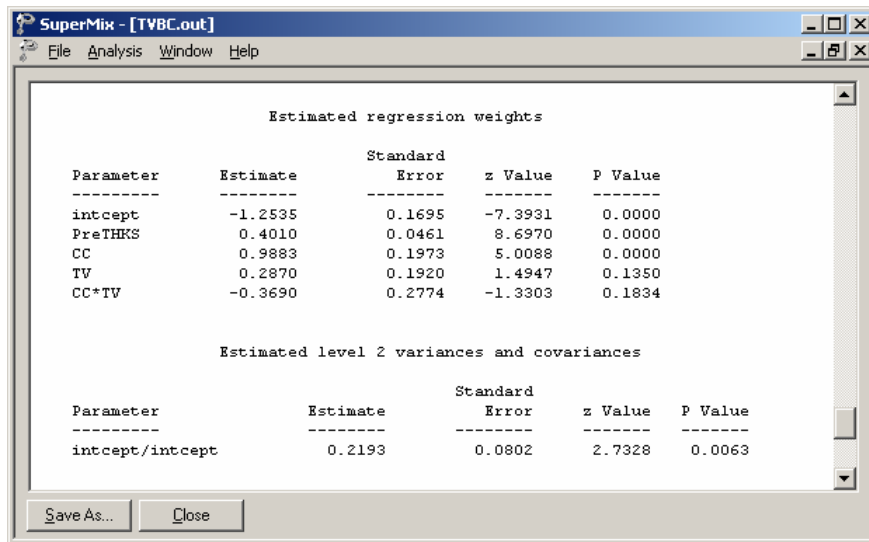 SuperMix - [TVBC.out]
File Analysis Window Help
Estimated regression weights
Standard
Parameter Estimate Error z Value P Value
--------- -------- -------- ------- -------
intcept -1.2535 0.1695 -7.3931 0.0000
PreTHKS 0.4010 0.0461 8.6970 0.0000
CC 0.9883 0.1973 5.0088 0.0000
TV 0.2870 0.1920 1.4947 0.1350
CC*TV -0.3690 0.2774 -1.3303 0.1834
Estimated level 2 variances and covariances
Standard
Parameter Estimate Error z Value P Value
--------- -------- -------- ------- -------
intcept/intcept 0.2193 0.0802 2.7328 0.0063
Save As... Close